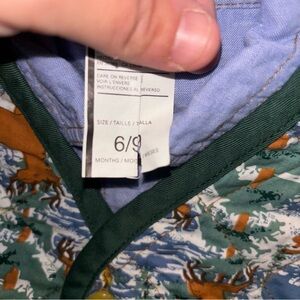 CARE ON REVERSE
VOIR L'ENVERS
INSTRUCCIONES AL REVERSO
SIZE / TAILLE / TALLA
6/9
MONTHS / MOIS / MESES